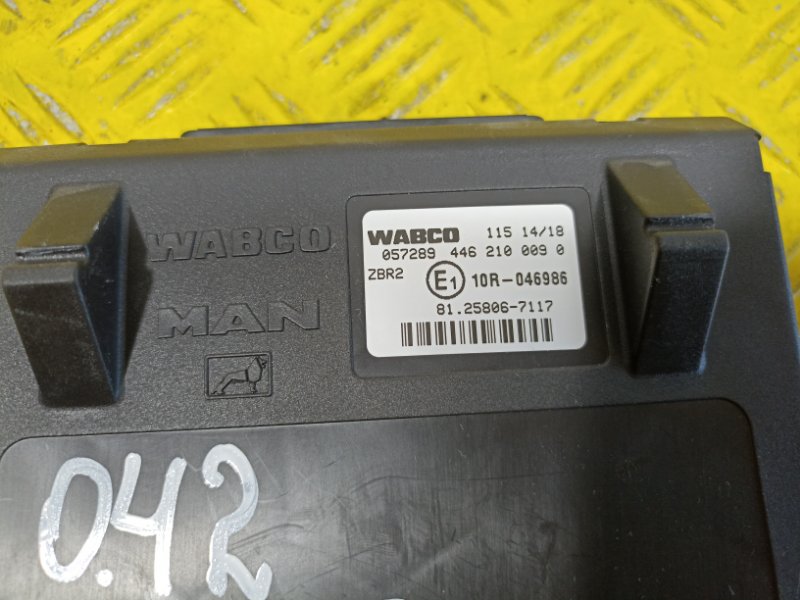 WABCO
MAN
WABCO 115 14/18
057289 446 210 009 0
ZBR2 E1 10R-046986
81.25806-7117
0.42